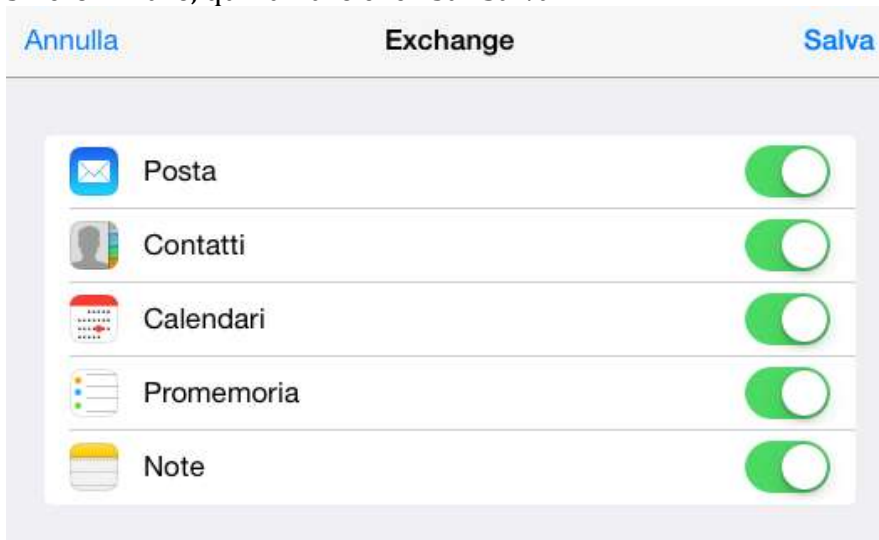 Annulla Exchange Salva
Posta
Contatti
Calendari
Promemoria
Note